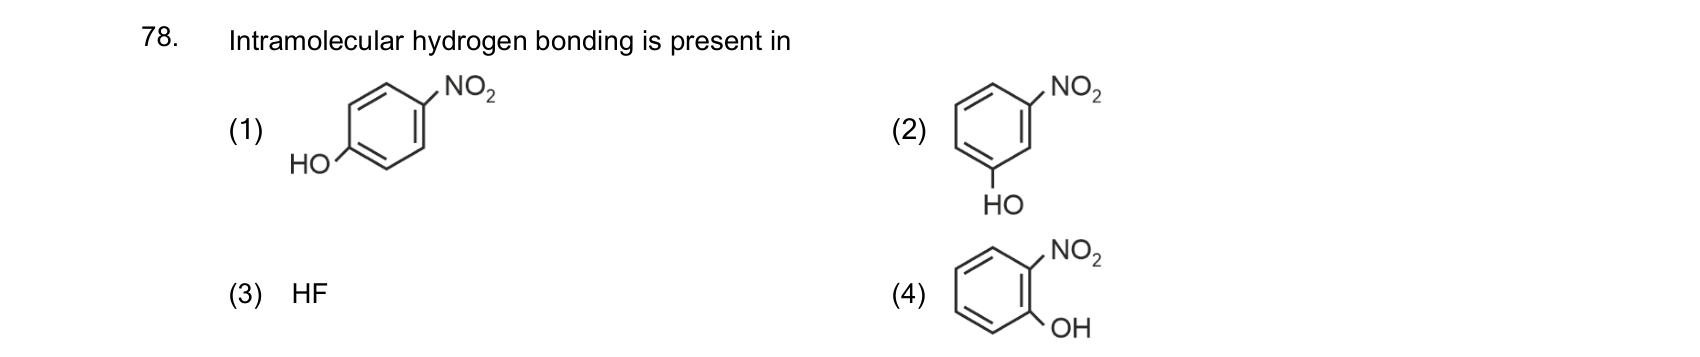 78. Intramolecular hydrogen bonding is present in
(1) HO NO₂
(2) NO₂ HO
(3) HF
(4) NO₂ OH